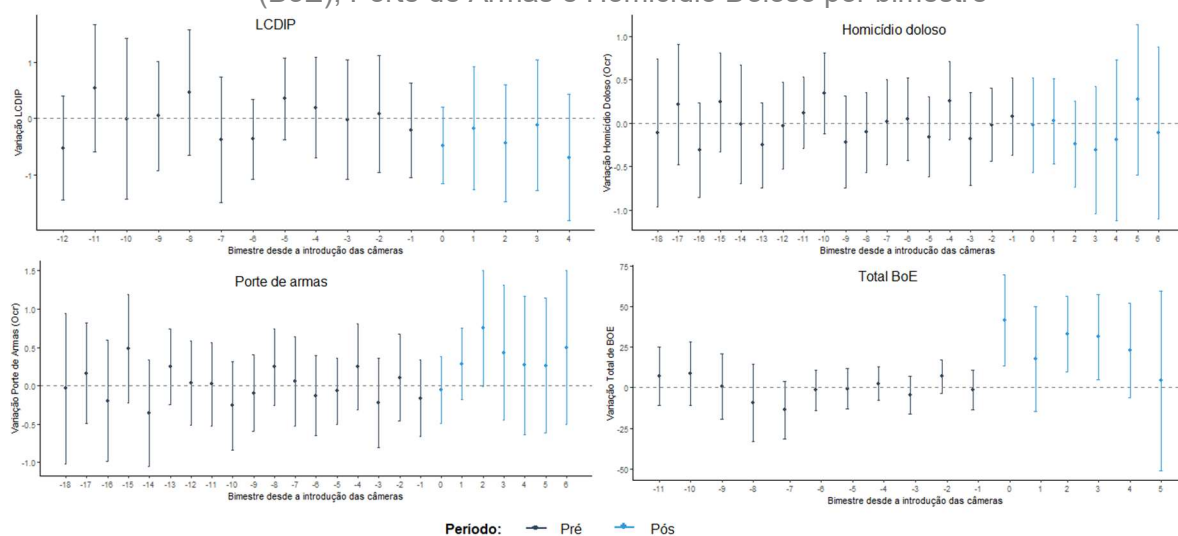 (BoE), Porte de Armas e Homicídio Doloso por bimestre
LCDIP
Variação LCDIP
1
0
-1
-12 -11 -10 -9 -8 -7 -6 -5 -4 -3 -2 -1 0 1 2 3 4
Bimestre desde a introdução das câmeras
Homicídio doloso
Variação Homicídio Doloso (Ocr)
1.0
0.5
0.0
-0.5
-1.0
-18 -17 -16 -15 -14 -13 -12 -11 -10 -9 -8 -7 -6 -5 -4 -3 -2 -1 0 1 2 3 4 5 6
Bimestre desde a introdução das câmeras
Porte de armas
Variação Porte de Armas (Ocr)
1.5
1.0
0.5
0.0
-0.5
-1.0
-18 -17 -16 -15 -14 -13 -12 -11 -10 -9 -8 -7 -6 -5 -4 -3 -2 -1 0 1 2 3 4 5 6
Bimestre desde a introdução das câmeras
Total BoE
Variação Total de BOE
75
50
25
0
-25
-50
-11 -10 -9 -8 -7 -6 -5 -4 -3 -2 -1 0 1 2 3 4 5
Bimestre desde a introdução das câmeras
Período: Pré Pós